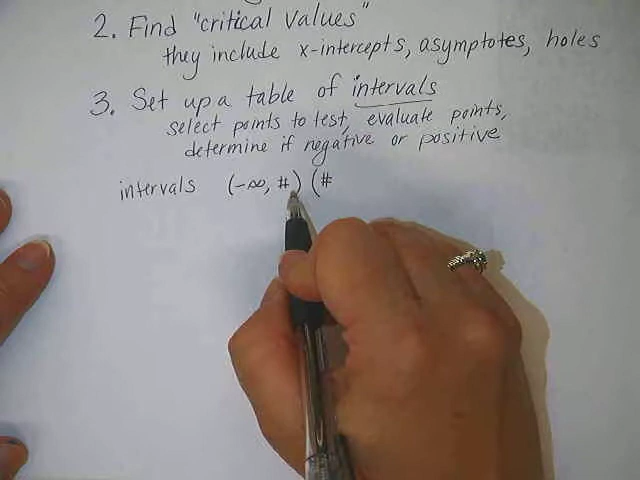 2. Find "critical values"
they include x-intercepts, asymptotes, holes
3. Set up a table of intervals
select points to test, evaluate points,
determine if negative or positive
intervals (-∞, #) (#